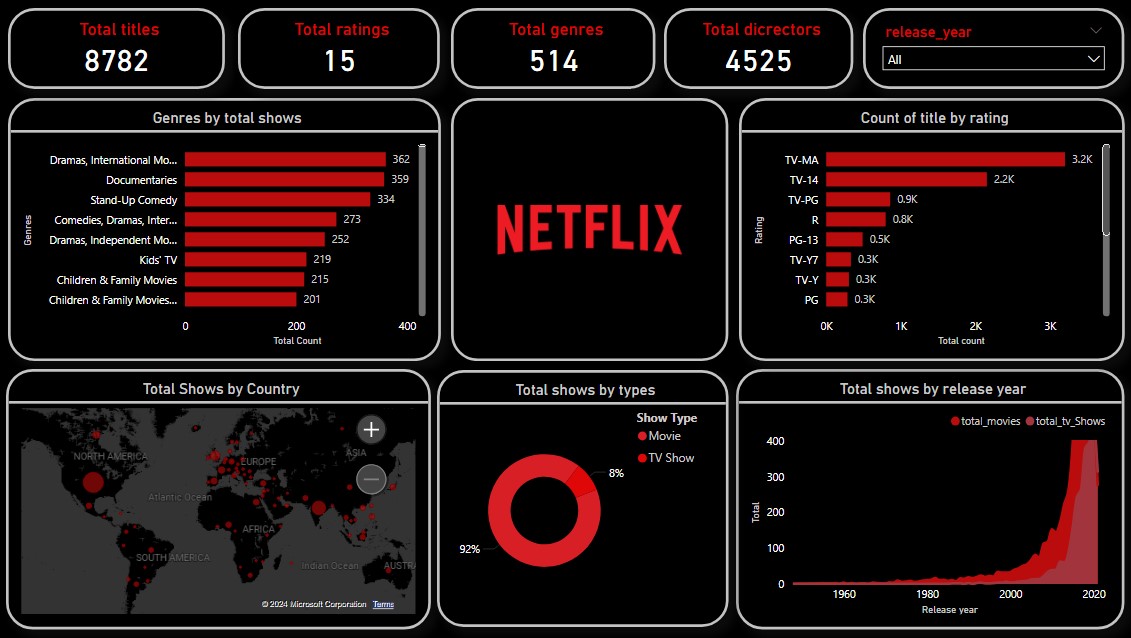 Total titles
8782
Total ratings
15
Total genres
514
Total dicrectors
4525
release_year
All
Genres by total shows
Genres
Dramas, International Mo... 362
Documentaries 359
Stand-Up Comedy 334
Comedies, Dramas, Inter... 273
Dramas, Independent Mo... 252
Kids' TV 219
Children & Family Movies 215
Children & Family Movies... 201
0 200 400
Total Count
NETFLIX
Count of title by rating
Rating
TV-MA 3.2K
TV-14 2.2K
TV-PG 0.9K
R 0.8K
PG-13 0.5K
TV-Y7 0.3K
TV-Y 0.3K
PG 0.3K
0K 1K 2K 3K
Total count
Total Shows by Country
NORTH AMERICA
EUROPE
ASIA
Atlantic Ocean
AFRICA
SOUTH AMERICA
Indian Ocean
AUSTRA
© 2024 Microsoft Corporation Terms
Total shows by types
Show Type
Movie
TV Show
8%
92%
Total shows by release year
total_movies total_tv_Shows
Total
400
300
200
100
0
1960 1980 2000 2020
Release year